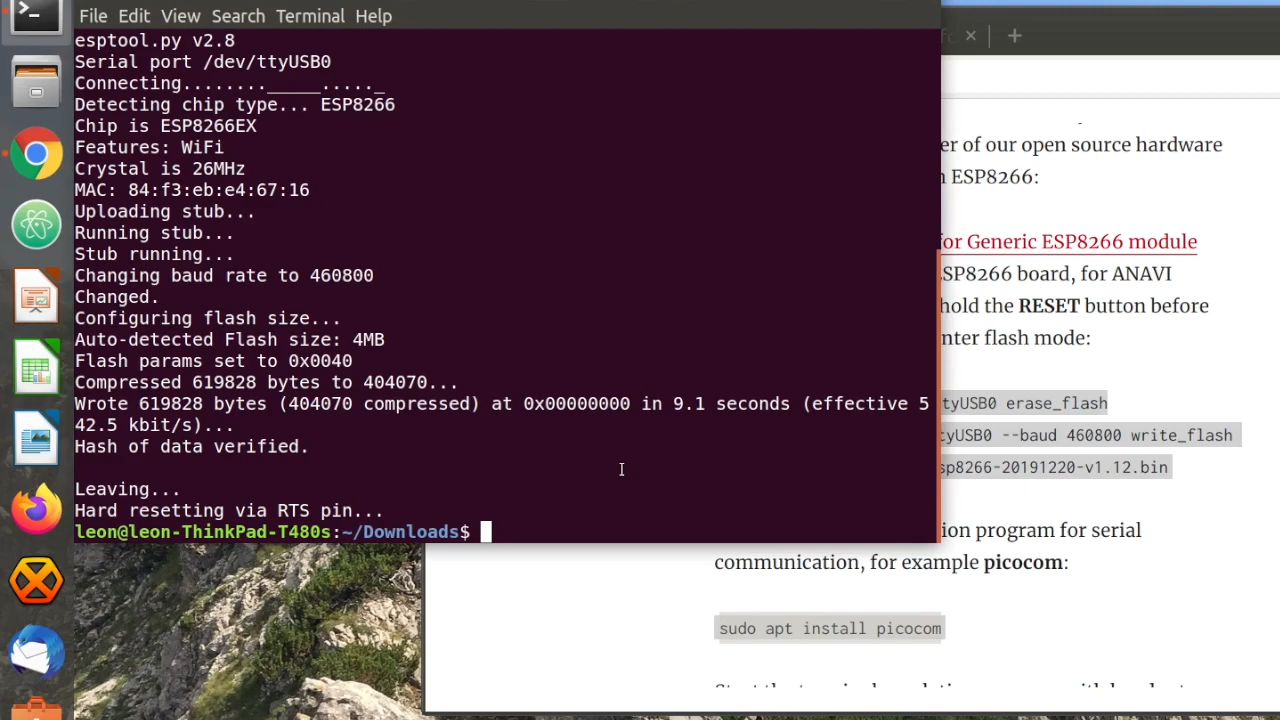 File Edit View Search Terminal Help
esptool.py v2.8
Serial port /dev/ttyUSB0
Connecting........_____....._
Detecting chip type... ESP8266
Chip is ESP8266EX
Features: WiFi
Crystal is 26MHz
MAC: 84:f3:eb:e4:67:16
Uploading stub...
Running stub...
Stub running...
Changing baud rate to 460800
Changed.
Configuring flash size...
Auto-detected Flash size: 4MB
Flash params set to 0x0040
Compressed 619828 bytes to 404070...
Wrote 619828 bytes (404070 compressed) at 0x00000000 in 9.1 seconds (effective 5
42.5 kbit/s)...
Hash of data verified.
Leaving...
Hard resetting via RTS pin...
leon@leon-ThinkPad-T480s:~/Downloads$
er of our open source hardware
ESP8266:
for Generic ESP8266 module
SP8266 board, for ANAVI
hold the RESET button before
nter flash mode:
tyUSB0 erase_flash
tyUSB0 --baud 460800 write_flash
sp8266-20191220-v1.12.bin
ion program for serial
communication, for example picocom:
sudo apt install picocom